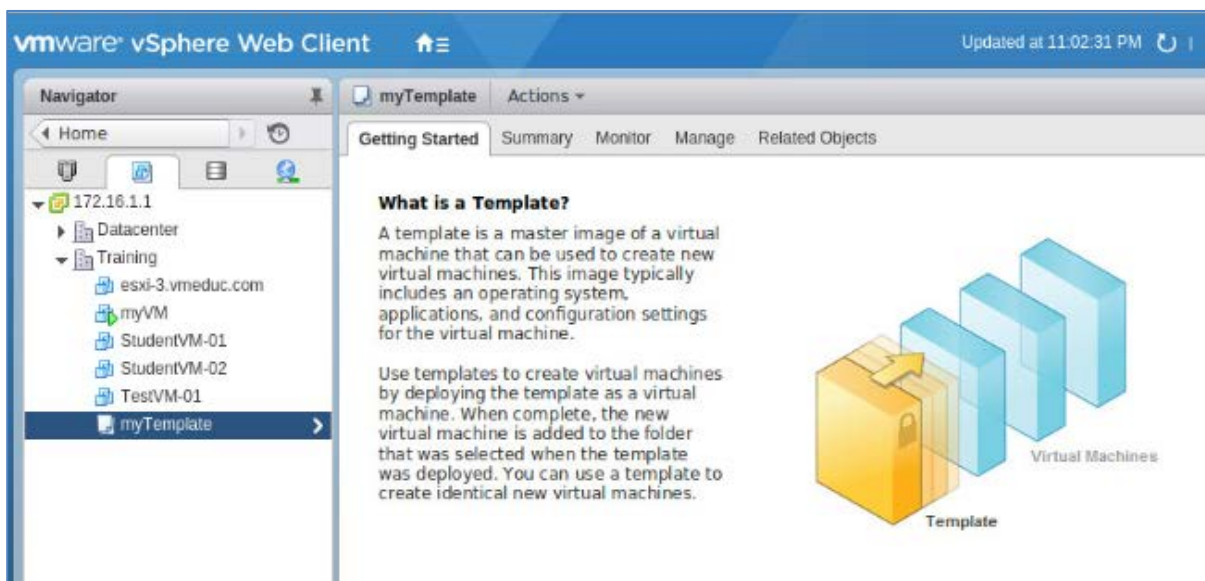 vmware® vSphere Web Client
Updated at 11:02:31 PM
Navigator
Home
172.16.1.1
Datacenter
Training
esxi-3.vmeduc.com
myVM
StudentVM-01
StudentVM-02
TestVM-01
myTemplate
myTemplate Actions
Getting Started Summary Monitor Manage Related Objects
What is a Template?
A template is a master image of a virtual
machine that can be used to create new
virtual machines. This image typically
includes an operating system,
applications, and configuration settings
for the virtual machine.
Use templates to create virtual machines
by deploying the template as a virtual
machine. When complete, the new
virtual machine is added to the folder
that was selected when the template
was deployed. You can use a template to
create identical new virtual machines.
Virtual Machines
Template